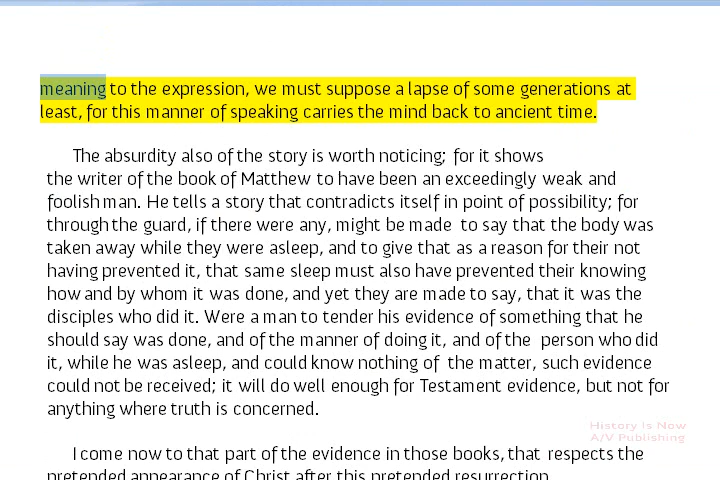 meaning to the expression, we must suppose a lapse of some generations at
least, for this manner of speaking carries the mind back to ancient time.
The absurdity also of the story is worth noticing; for it shows
the writer of the book of Matthew to have been an exceedingly weak and
foolish man. He tells a story that contradicts itself in point of possibility; for
through the guard, if there were any, might be made to say that the body was
taken away while they were asleep, and to give that as a reason for their not
having prevented it, that same sleep must also have prevented their knowing
how and by whom it was done, and yet they are made to say, that it was the
disciples who did it. Were a man to tender his evidence of something that he
should say was done, and of the manner of doing it, and of the person who did
it, while he was asleep, and could know nothing of the matter, such evidence
could not be received; it will do well enough for Testament evidence, but not for
anything where truth is concerned.
History Is Now
A/V Publishing
I come now to that part of the evidence in those books, that respects the
pretended appearance of Christ after this pretended resurrection.